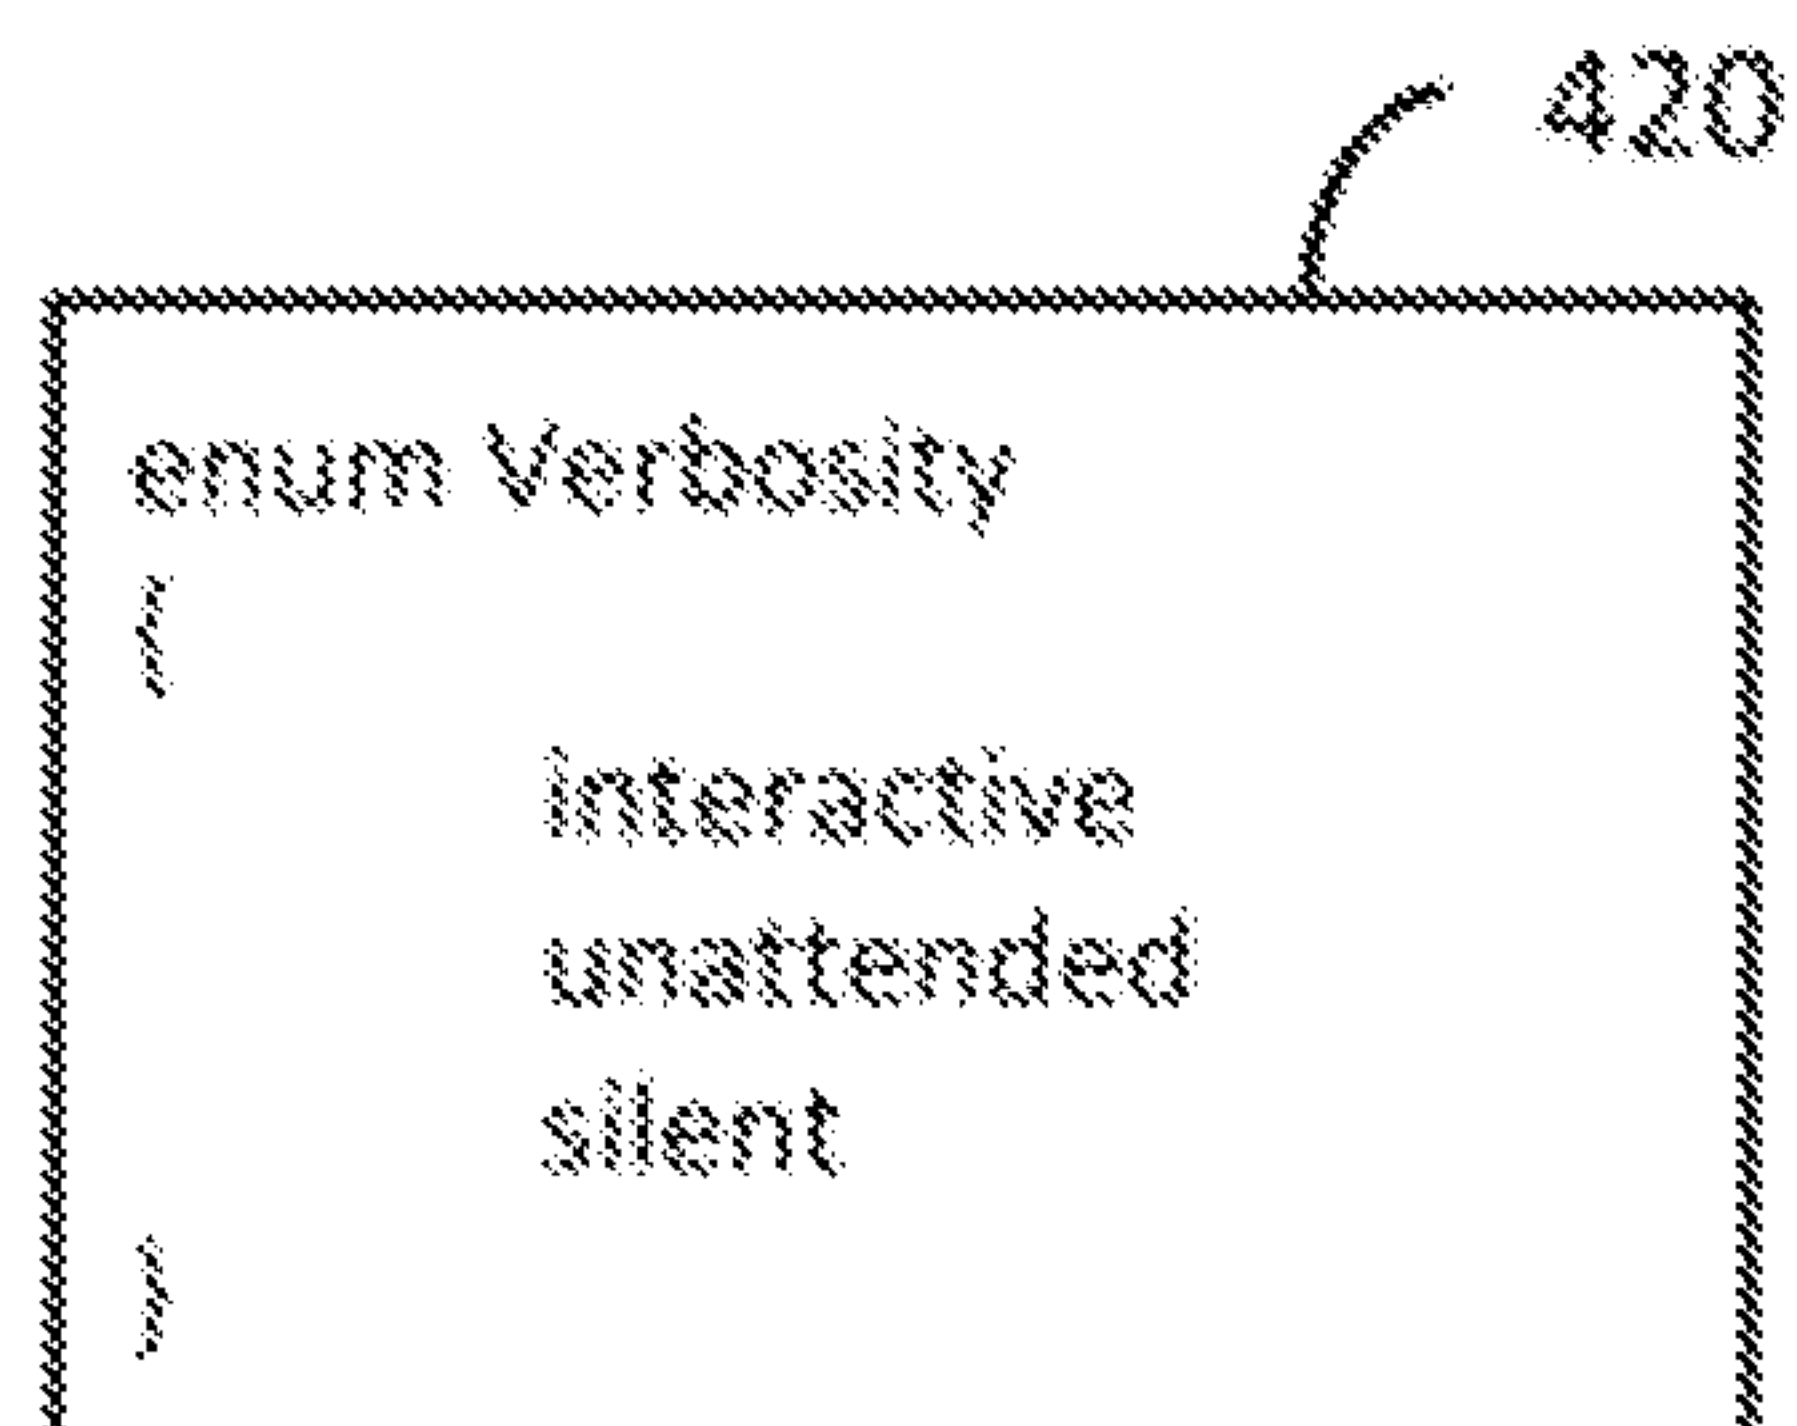 420
enum Verbosity
{
interactive
unattended
silent
}